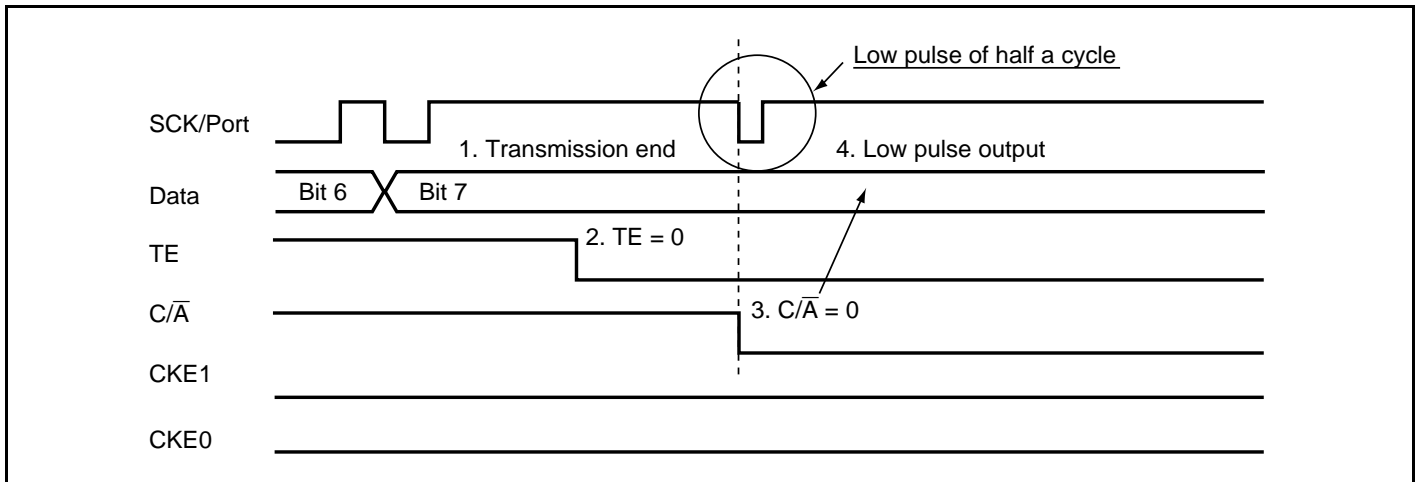 Low pulse of half a cycle
SCK/Port
1. Transmission end
4. Low pulse output
Data
Bit 6
Bit 7
TE
2. TE = 0
C/A̅
3. C/A̅ = 0
CKE1
CKE0